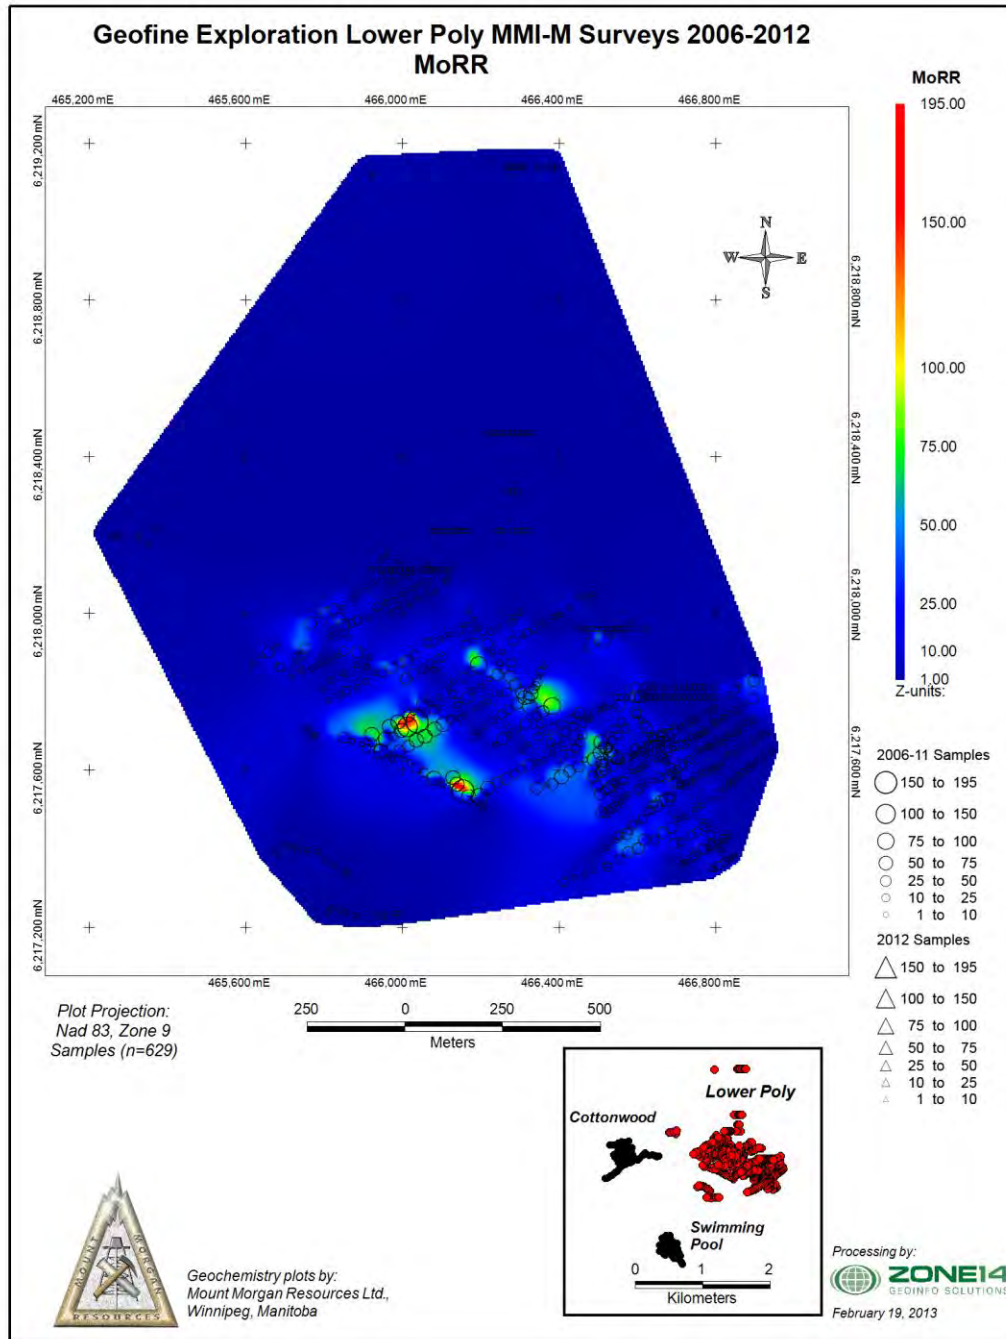 Geofine Exploration Lower Poly MMI-M Surveys 2006-2012
MoRR
465,200 mE
465,600 mE
466,000 mE
466,400 mE
466,800 mE
6,219,200 mN
6,218,800 mN
6,218,400 mN
6,218,000 mN
6,217,600 mN
6,217,200 mN
6,218,800 mN
6,218,400 mN
6,218,000 mN
6,217,600 mN
N
W
E
S
465,600 mE
466,000 mE
466,400 mE
466,800 mE
MoRR
195.00
150.00
100.00
75.00
50.00
25.00
10.00
1.00
Z-units:
2006-11 Samples
150 to 195
100 to 150
75 to 100
50 to 75
25 to 50
10 to 25
1 to 10
2012 Samples
150 to 195
100 to 150
75 to 100
50 to 75
25 to 50
10 to 25
1 to 10
Plot Projection:
Nad 83, Zone 9
Samples (n=629)
250 0 250 500
Meters
Lower Poly
Cottonwood
Swimming
Pool
0 1 2
Kilometers
MOUNT MORGAN
RESOURCES
Geochemistry plots by:
Mount Morgan Resources Ltd.,
Winnipeg, Manitoba
Processing by:
ZONE14
GEOINFO SOLUTIONS
February 19, 2013